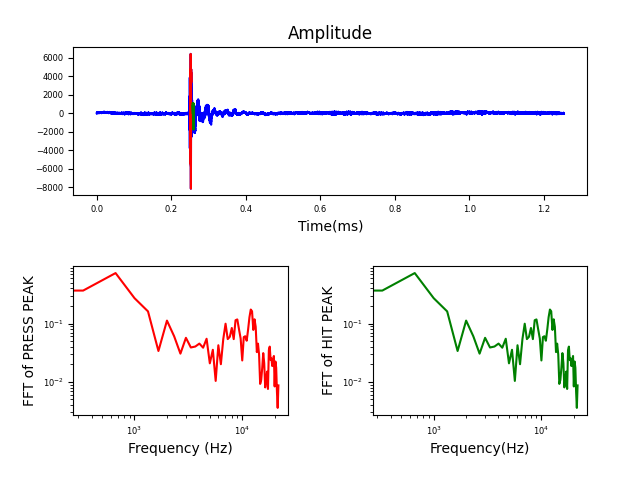 Amplitude
6000
4000
2000
0
−2000
−4000
−6000
−8000
0.0 0.2 0.4 0.6 0.8 1.0 1.2
Time(ms)
FFT of PRESS PEAK
10⁻¹
10⁻²
10³ 10⁴
Frequency (Hz)
FFT of HIT PEAK
10⁻¹
10⁻²
10³ 10⁴
Frequency(Hz)